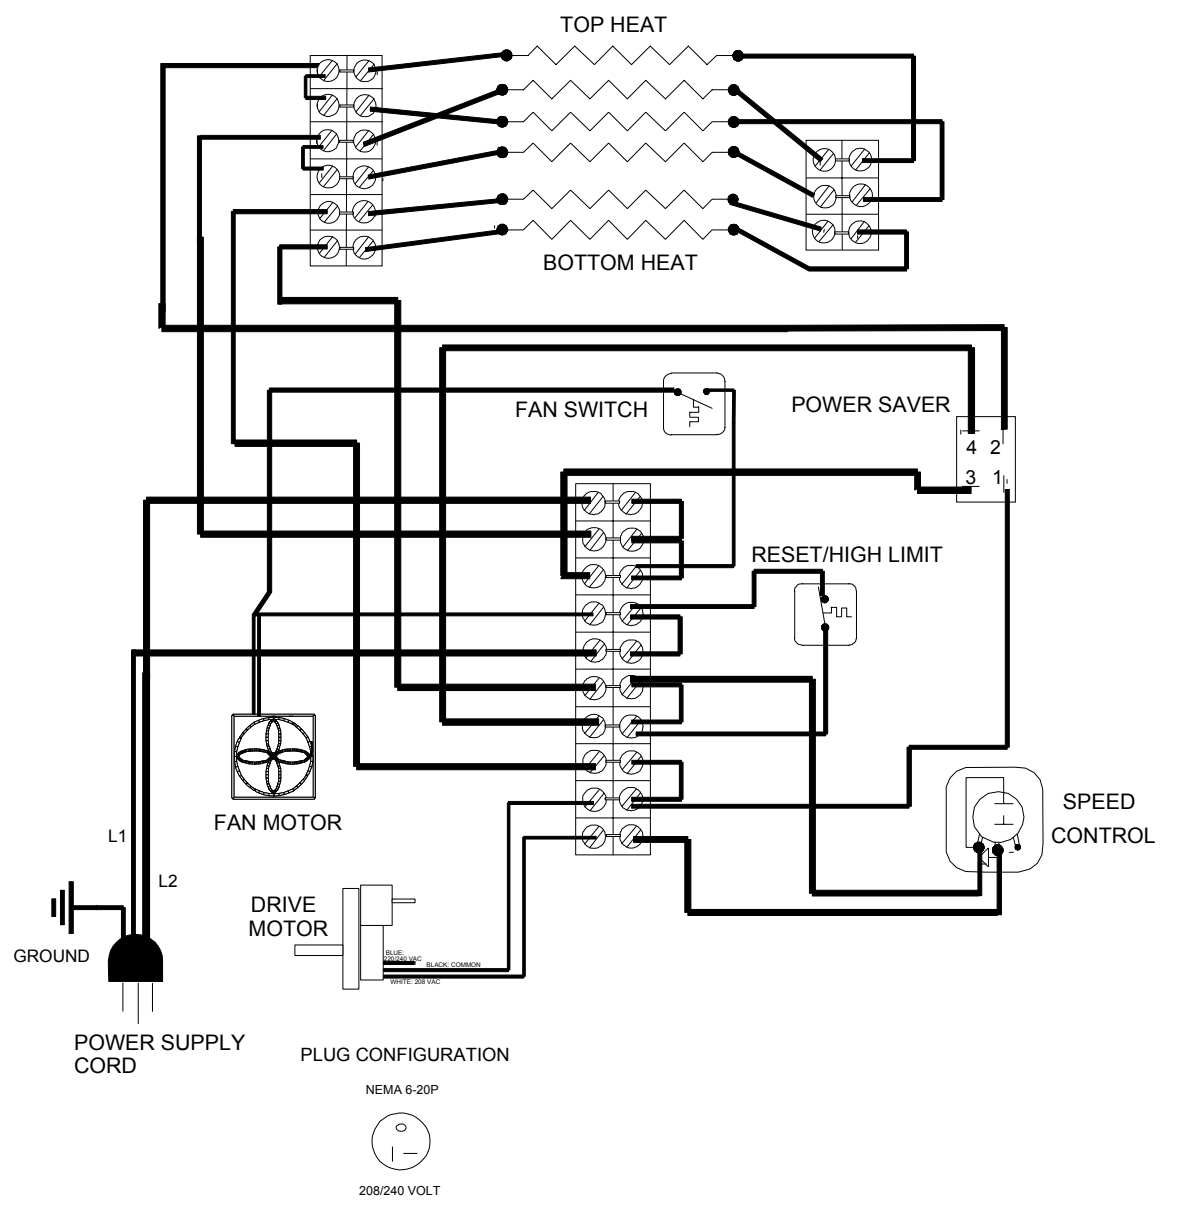 TOP HEAT
BOTTOM HEAT
FAN SWITCH
POWER SAVER
4 2
3 1
RESET/HIGH LIMIT
FAN MOTOR
SPEED
CONTROL
L1
L2
GROUND
DRIVE
MOTOR
BLUE:
220/240 VAC
BLACK: COMMON
WHITE: 208 VAC
POWER SUPPLY
CORD
PLUG CONFIGURATION
NEMA 6-20P
208/240 VOLT